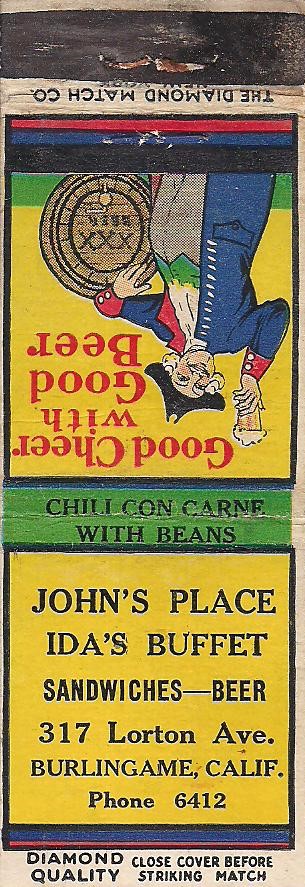 THE DIAMOND MATCH CO.
XXX
Good Cheer
with
Good
Beer
CHILI CON CARNE
WITH BEANS
JOHN'S PLACE
IDA'S BUFFET
SANDWICHES—BEER
317 Lorton Ave.
BURLINGAME, CALIF.
Phone 6412
DIAMOND QUALITY
CLOSE COVER BEFORE STRIKING MATCH